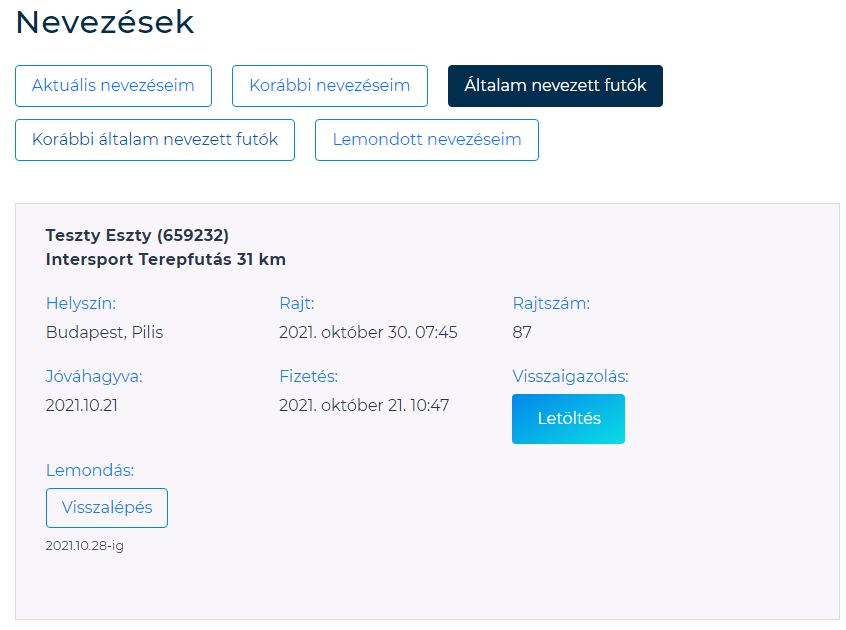 Nevezések
Aktuális nevezéseim
Korábbi nevezéseim
Általam nevezett futók
Korábbi általam nevezett futók
Lemondott nevezéseim
Teszty Eszty (659232)
Intersport Terepfutás 31 km
Helyszín:
Rajt:
Rajtszám:
Budapest, Pilis
2021. október 30. 07:45
87
Jóváhagyva:
Fizetés:
Visszaigazolás:
2021.10.21
2021. október 21. 10:47
Letöltés
Lemondás:
Visszalépés
2021.10.28-ig